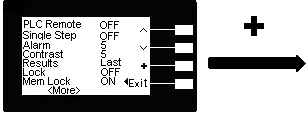 PLC Remote OFF
Single Step OFF
Alarm 5
Contrast 5
Results Last +
Lock OFF
Mem Lock ON Exit
<More>
+